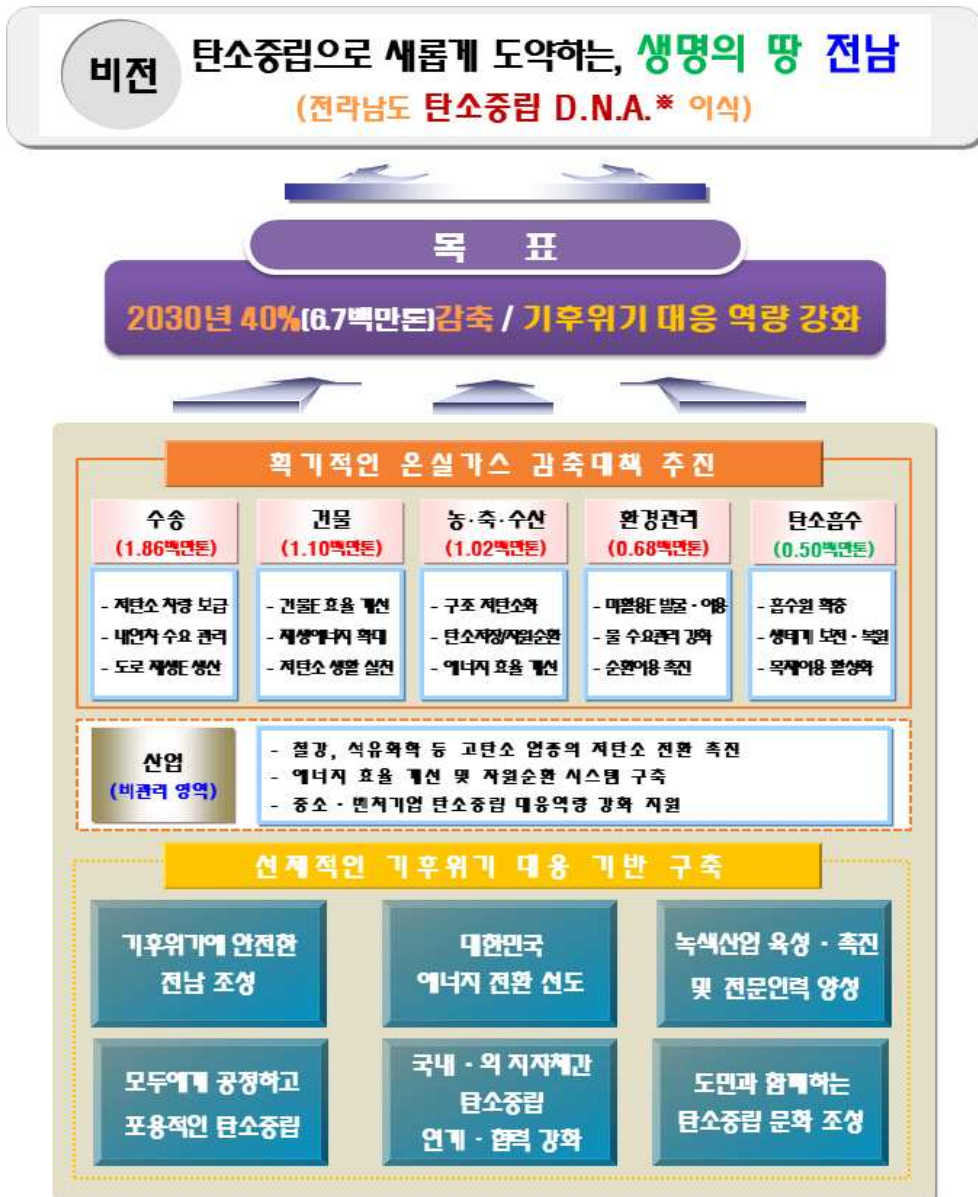 비전
탄소중립으로 새롭게 도약하는, 생명의 땅 전남
(전라남도 탄소중립 D.N.A.※ 이식)
목 표
2030년 40%(6.7백만톤)감축 / 기후위기 대응 역량 강화
획기적인 온실가스 감축대책 추진
수송
(1.86백만톤)
- 저탄소 차량 보급
- 내연차 수요 관리
- 도로 재생E 생산
건물
(1.10백만톤)
- 건물E 효율 개선
- 재생에너지 확대
- 저탄소 생활 실천
농·축·수산
(1.02백만톤)
- 구조 저탄소화
- 탄소저장/자원순환
- 에너지 효율 개선
환경관리
(0.68백만톤)
- 미활용E 발굴·이용
- 물 수요관리 강화
- 순환이용 촉진
탄소흡수
(0.50백만톤)
- 흡수원 확충
- 생태계 보전·복원
- 목재이용 활성화
산업
(비관리 영역)
- 철강, 석유화학 등 고탄소 업종의 저탄소 전환 촉진
- 에너지 효율 개선 및 자원순환 시스템 구축
- 중소·벤처기업 탄소중립 대응역량 강화 지원
선제적인 기후위기 대응 기반 구축
기후위기에 안전한
전남 조성
대한민국
에너지 전환 선도
녹색산업 육성·촉진
및 전문인력 양성
모두에게 공정하고
포용적인 탄소중립
국내·외 지자체간
탄소중립
연계·협력 강화
도민과 함께하는
탄소중립 문화 조성